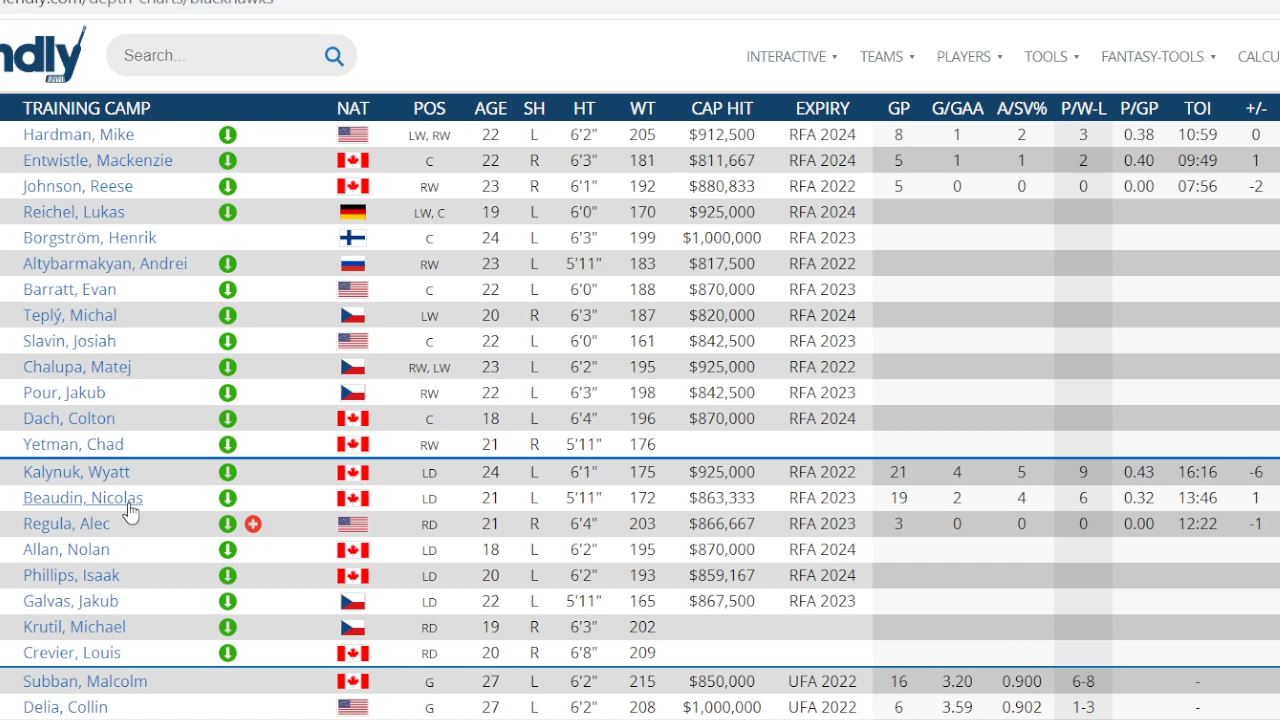 ndly
Search...
INTERACTIVE TEAMS PLAYERS TOOLS FANTASY-TOOLS
TRAINING CAMP NAT POS AGE SH HT WT CAP HIT EXPIRY GP G/GAA A/SV% P/W-L P/GP TOI +/-
Hardman, Mike LW, RW 22 L 6'2" 205 $912,500 RFA 2024 8 1 2 3 0.38 10:59 0
Entwistle, Mackenzie C 22 R 6'3" 181 $811,667 RFA 2024 5 1 1 2 0.40 09:49 1
Johnson, Reese RW 23 R 6'1" 192 $880,833 RFA 2022 5 0 0 0 0.00 07:56 -2
Reichel, Lukas LW, C 19 L 6'0" 170 $925,000 RFA 2024
Borgström, Henrik C 24 L 6'3" 199 $1,000,000 RFA 2023
Altybarmakyan, Andrei RW 23 L 5'11" 183 $817,500 RFA 2022
Barratt, Evan C 22 L 6'0" 188 $870,000 RFA 2023
Teplý, Michal LW 20 R 6'3" 187 $820,000 RFA 2024
Slavin, Josiah 22 L 6'0" 161 $842,500 RFA 2023
Chalupa, Matej RW, LW 23 L 6'2" 195 $925,000 RFA 2022
Pour, Jakub RW 22 L 6'3" 198 $842,500 RFA 2023
Dach, Colton C 18 L 6'4" 196 $870,000 RFA 2024
Yetman, Chad RW 21 R 5'11" 176
Kalynuk, Wyatt LD 24 L 6'1" 175 $925,000 RFA 2022 21 4 5 9 0.43 16:16 -6
Beaudin, Nicolas LD 21 L 5'11" 172 $863,333 RFA 2023 19 2 4 6 0.32 13:46 1
RD 21 R 6'4" 203 $866,667 RFA 2023 3 0 0 0 0.00 12:22 -1
Allan, Nolan LD 18 L 6'2" 195 $870,000 RFA 2024
Phillips, Isaak LD 20 L 6'2" 193 $859,167 RFA 2024
Galvas, Jakub LD 22 L 5'11" 165 $867,500 RFA 2023
Krutil, Michael RD 19 R 6'3" 202
Crevier, Louis RD 20 R 6'8" 209
Subban, Malcolm G 27 L 6'2" 215 $850,000 UFA 2022 16 3.20 0.900 6-8 -
Delia, G 27 6'2" 208 $1,000,000 UFA 2022 6 3.59 0.902 1-3 -